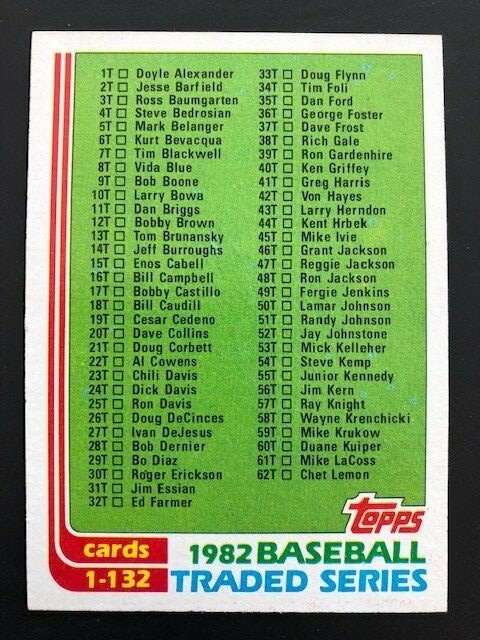 1T ☐ Doyle Alexander
2T ☐ Jesse Barfield
3T ☐ Ross Baumgarten
4T ☐ Steve Bedrosian
5T ☐ Mark Belanger
6T ☐ Kurt Bevacqua
7T ☐ Tim Blackwell
8T ☐ Vida Blue
9T ☐ Bob Boone
10T ☐ Larry Bowa
11T ☐ Dan Briggs
12T ☐ Bobby Brown
13T ☐ Tom Brunansky
14T ☐ Jeff Burroughs
15T ☐ Enos Cabell
16T ☐ Bill Campbell
17T ☐ Bobby Castillo
18T ☐ Bill Caudill
19T ☐ Cesar Cedeno
20T ☐ Dave Collins
21T ☐ Doug Corbett
22T ☐ Al Cowens
23T ☐ Chili Davis
24T ☐ Dick Davis
25T ☐ Ron Davis
26T ☐ Doug DeCinces
27T ☐ Ivan DeJesus
28T ☐ Bob Dernier
29T ☐ Bo Diaz
30T ☐ Roger Erickson
31T ☐ Jim Essian
32T ☐ Ed Farmer
33T ☐ Doug Flynn
34T ☐ Tim Foli
35T ☐ Dan Ford
36T ☐ George Foster
37T ☐ Dave Frost
38T ☐ Rich Gale
39T ☐ Ron Gardenhire
40T ☐ Ken Griffey
41T ☐ Greg Harris
42T ☐ Von Hayes
43T ☐ Larry Herndon
44T ☐ Kent Hrbek
45T ☐ Mike Ivie
46T ☐ Grant Jackson
47T ☐ Reggie Jackson
48T ☐ Ron Jackson
49T ☐ Fergie Jenkins
50T ☐ Lamar Johnson
51T ☐ Randy Johnson
52T ☐ Jay Johnstone
53T ☐ Mick Kelleher
54T ☐ Steve Kemp
55T ☐ Junior Kennedy
56T ☐ Jim Kern
57T ☐ Ray Knight
58T ☐ Wayne Krenchicki
59T ☐ Mike Krukow
60T ☐ Duane Kuiper
61T ☐ Mike LaCoss
62T ☐ Chet Lemon
topps
cards
1-132
1982 BASEBALL
TRADED SERIES